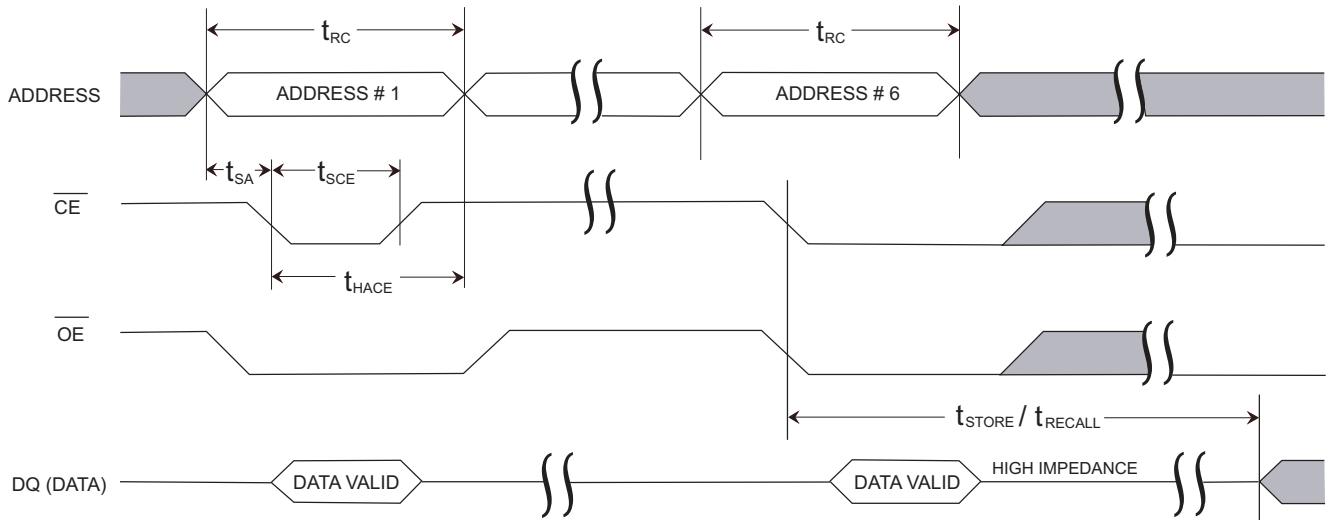 tRC tRC
ADDRESS ADDRESS # 1 ADDRESS # 6
tSA tSCE
CE
tHACE
OE
tSTORE / tRECALL
DQ (DATA) DATA VALID DATA VALID HIGH IMPEDANCE